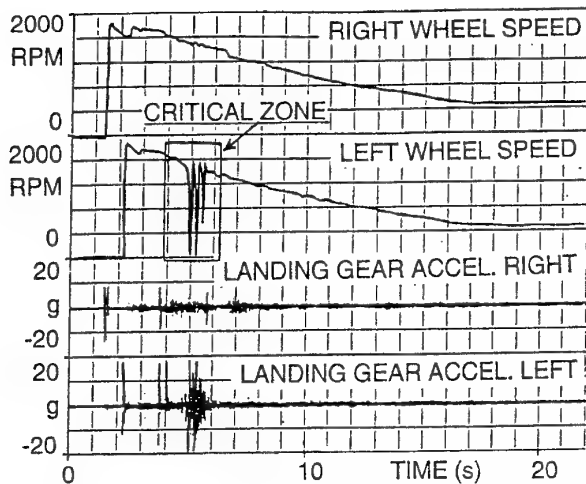 2000
RPM
0
RIGHT WHEEL SPEED
CRITICAL ZONE
2000
RPM
0
LEFT WHEEL SPEED
20
g
-20
LANDING GEAR ACCEL. RIGHT
20
g
-20
LANDING GEAR ACCEL. LEFT
0 10 TIME (s) 20